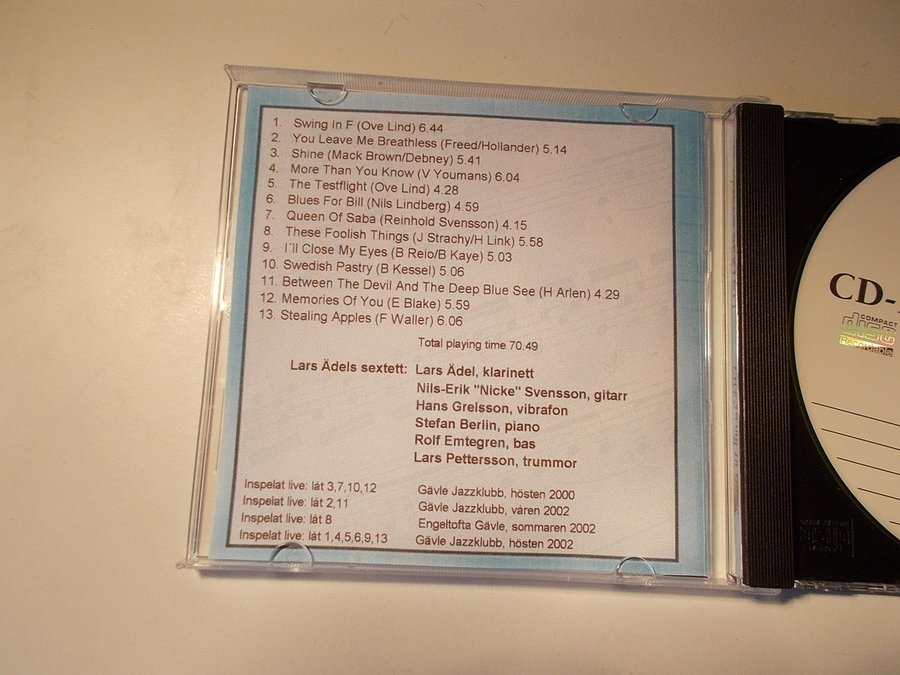 1. Swing In F (Ove Lind) 6.44
2. You Leave Me Breathless (Freed/Hollander) 5.14
3. Shine (Mack Brown/Debney) 5.41
4. More Than You Know (V Youmans) 6.04
5. The Testflight (Ove Lind) 4.28
6. Blues For Bill (Nils Lindberg) 4.59
7. Queen Of Saba (Reinhold Svensson) 4.15
8. These Foolish Things (J Strachy/H Link) 5.58
9. I´ll Close My Eyes (B Reio/B Kaye) 5.03
10. Swedish Pastry (B Kessel) 5.06
11. Between The Devil And The Deep Blue See (H Arlen) 4.29
12. Memories Of You (E Blake) 5.59
13. Stealing Apples (F Waller) 6.06
Total playing time 70.49
Lars Ädels sextett: Lars Ädel, klarinett
Nils-Erik "Nicke" Svensson, gitarr
Hans Grelsson, vibrafon
Stefan Berlin, piano
Rolf Emtegren, bas
Lars Pettersson, trummor
Inspelat live: låt 3,7,10,12 Gävle Jazzklubb, hösten 2000
Inspelat live: låt 2,11 Gävle Jazzklubb, våren 2002
Inspelat live: låt 8 Engeltofta Gävle, sommaren 2002
Inspelat live: låt 1,4,5,6,9,13 Gävle Jazzklubb, hösten 2002
CD-
COMPACT
disc
Recordable